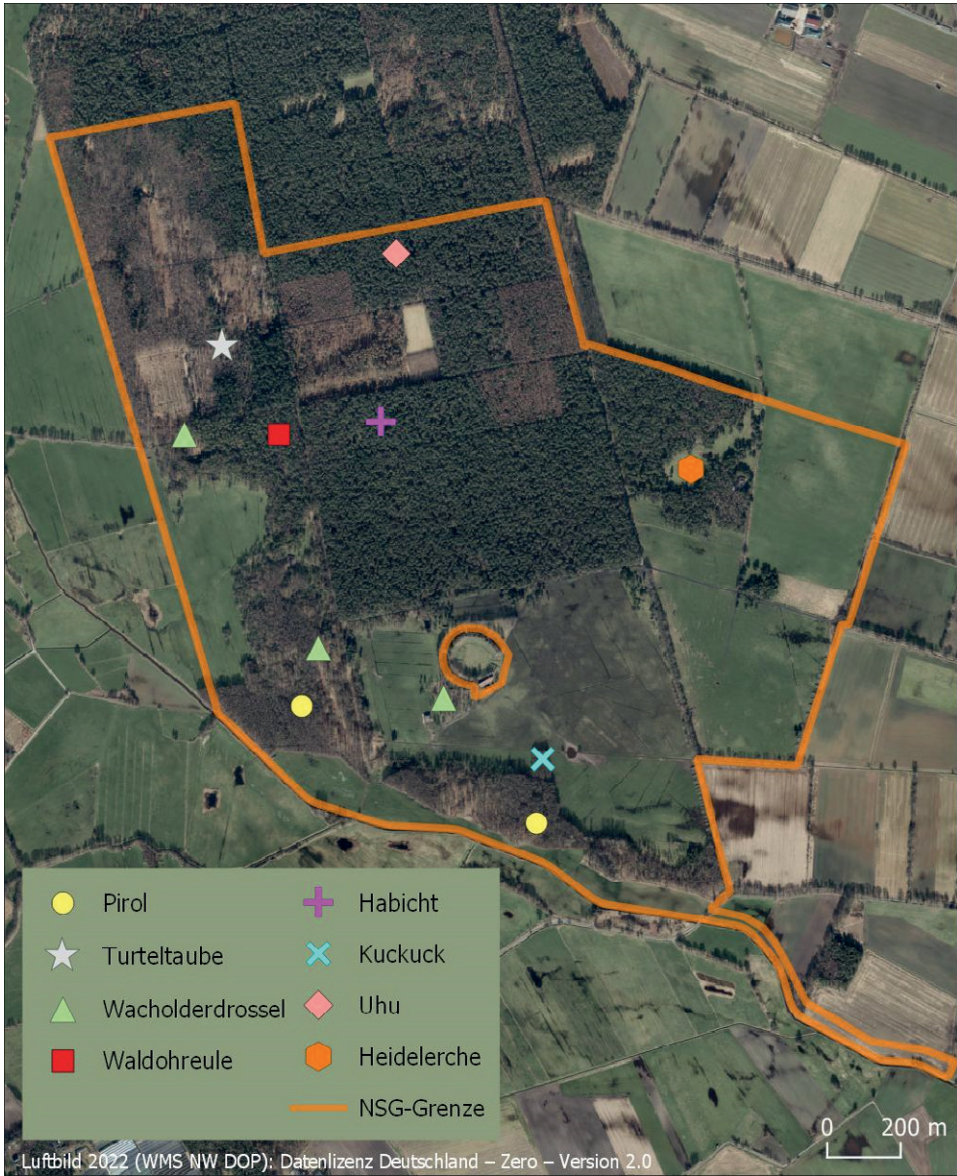 Pirol
Turteltaube
Wacholderdrossel
Waldohreule
Habicht
Kuckuck
Uhu
Heidelerche
NSG-Grenze
0 200 m
Luftbild 2022 (WMS NW DOP): Datenlizenz Deutschland – Zero – Version 2.0